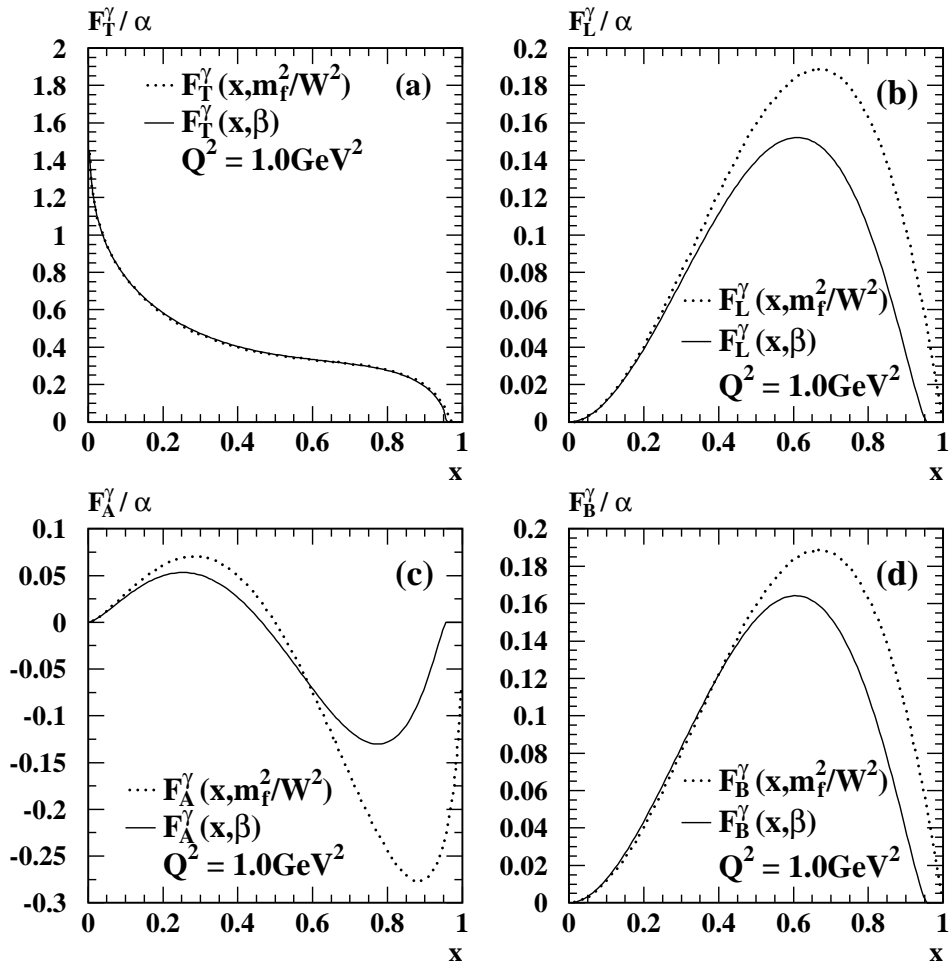 F_T^γ / α
2
1.8
1.6
1.4
1.2
1
0.8
0.6
0.4
0.2
0
0 0.2 0.4 0.6 0.8 1
x
F_T^γ (x,m_f^2/W^2)
F_T^γ (x,β)
Q^2 = 1.0GeV^2
(a)
F_L^γ / α
0.2
0.18
0.16
0.14
0.12
0.1
0.08
0.06
0.04
0.02
0
0 0.2 0.4 0.6 0.8 1
x
(b)
F_L^γ (x,m_f^2/W^2)
F_L^γ (x,β)
Q^2 = 1.0GeV^2
F_A^γ / α
0.1
0.05
0
-0.05
-0.1
-0.15
-0.2
-0.25
-0.3
0 0.2 0.4 0.6 0.8 1
x
(c)
F_A^γ (x,m_f^2/W^2)
F_A^γ (x,β)
Q^2 = 1.0GeV^2
F_B^γ / α
0.2
0.18
0.16
0.14
0.12
0.1
0.08
0.06
0.04
0.02
0
0 0.2 0.4 0.6 0.8 1
x
(d)
F_B^γ (x,m_f^2/W^2)
F_B^γ (x,β)
Q^2 = 1.0GeV^2